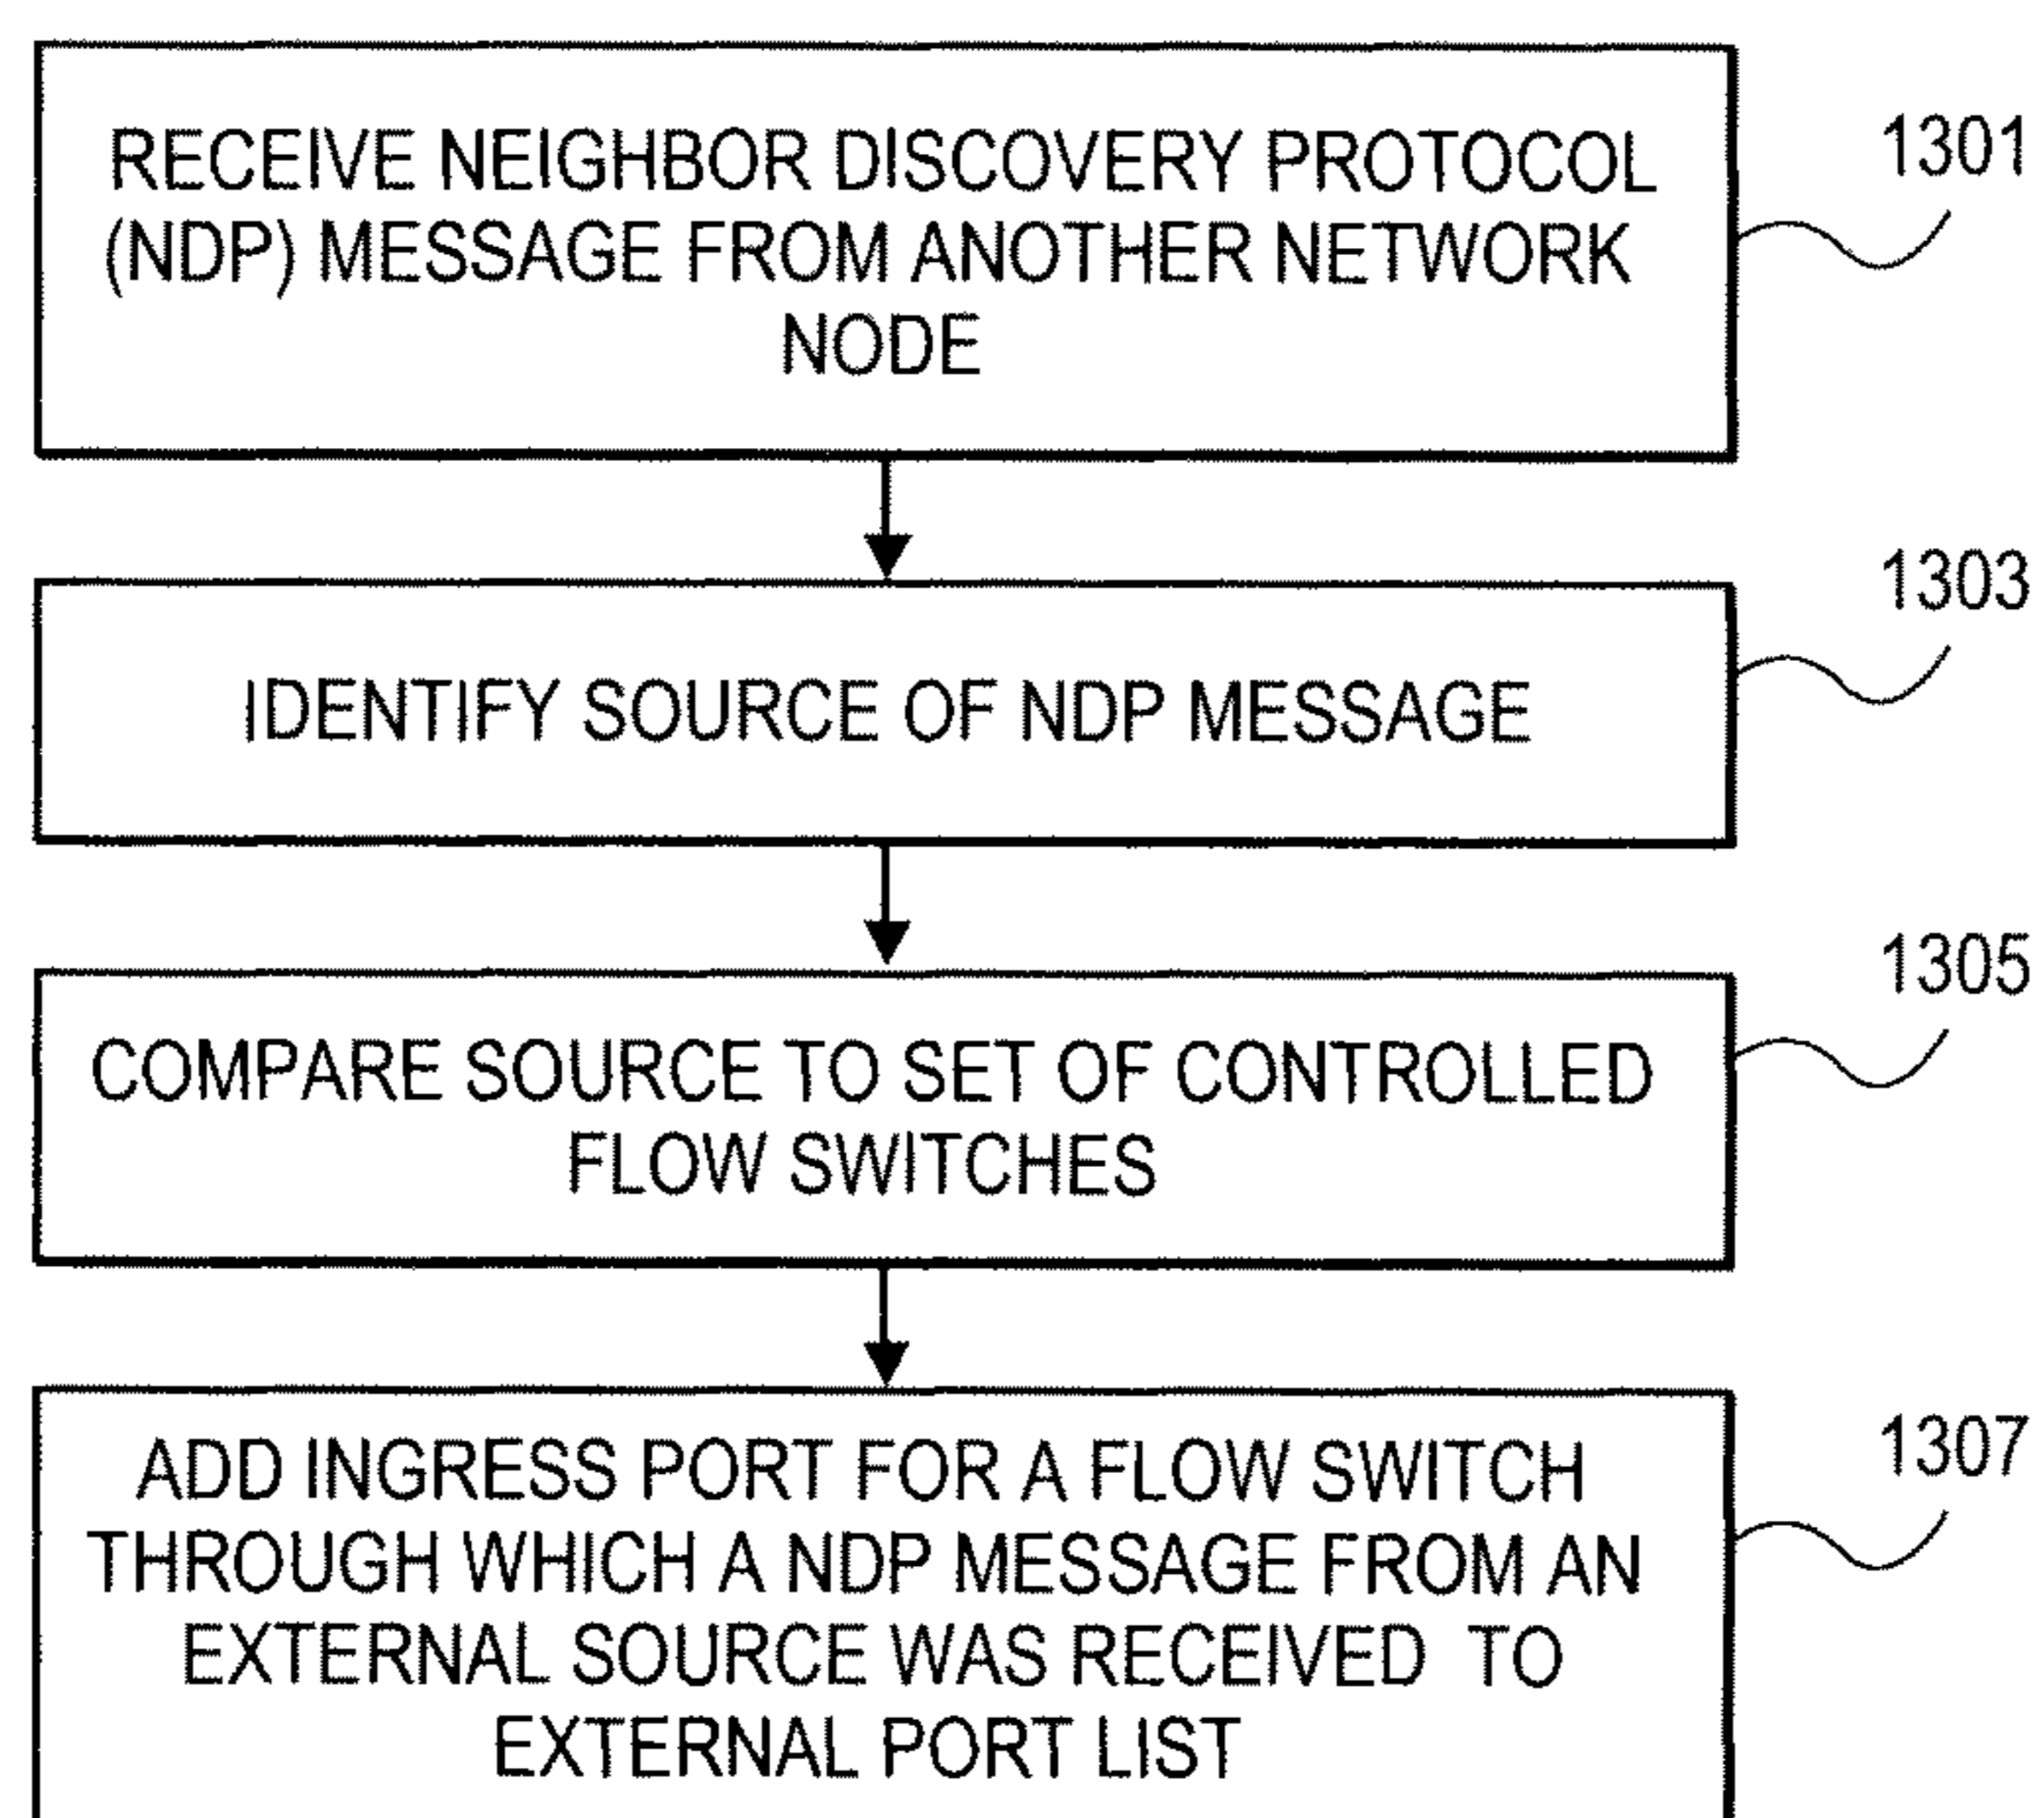 RECEIVE NEIGHBOR DISCOVERY PROTOCOL
(NDP) MESSAGE FROM ANOTHER NETWORK
NODE
1301
IDENTIFY SOURCE OF NDP MESSAGE
1303
COMPARE SOURCE TO SET OF CONTROLLED
FLOW SWITCHES
1305
ADD INGRESS PORT FOR A FLOW SWITCH
THROUGH WHICH A NDP MESSAGE FROM AN
EXTERNAL SOURCE WAS RECEIVED TO
EXTERNAL PORT LIST
1307